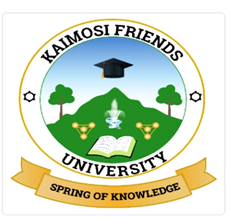 KAIMOSI FRIENDS
UNIVERSITY
SPRING OF KNOWLEDGE